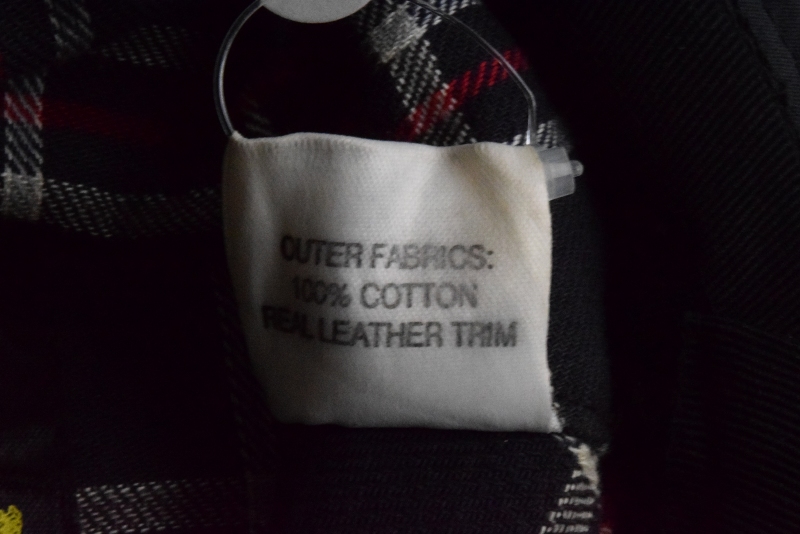 OUTER FABRICS:
100% COTTON
REAL LEATHER TRIM